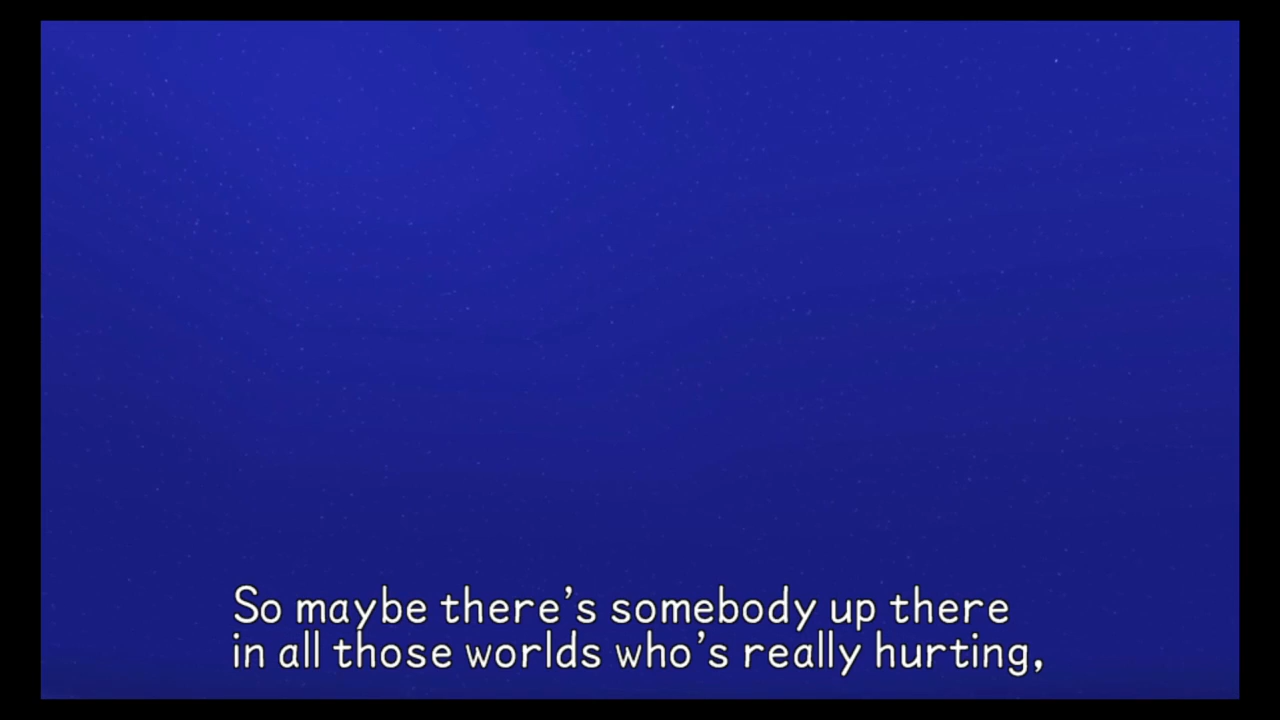 So maybe there's somebody up there
in all those worlds who's really hurting,